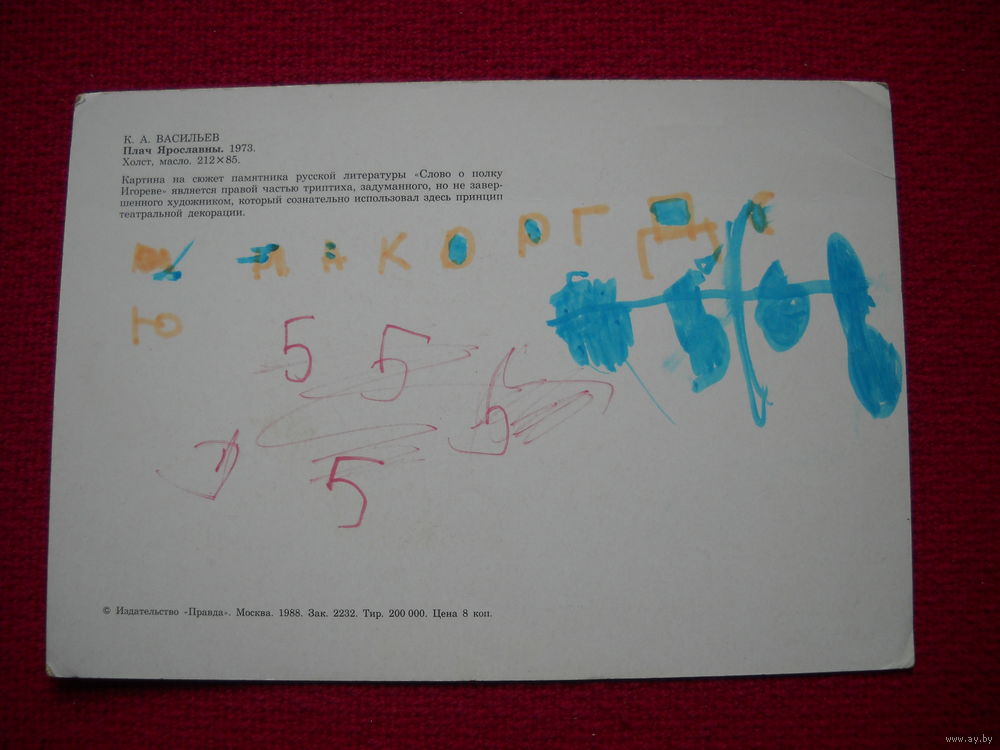 К. А. ВАСИЛЬЕВ
Плач Ярославны. 1973.
Холст, масло. 212×85.
Картина на сюжет памятника русской литературы «Слово о полку
Игореве» является правой частью триптиха, задуманного, но не завер-
шенного художником, который сознательно использовал здесь принцип
театральной декорации.
М А К О Р Г Д
Ю
5 5
5
5
© Издательство «Правда». Москва. 1988. Зак. 2232. Тир. 200 000. Цена 8 коп.
www.ay.by